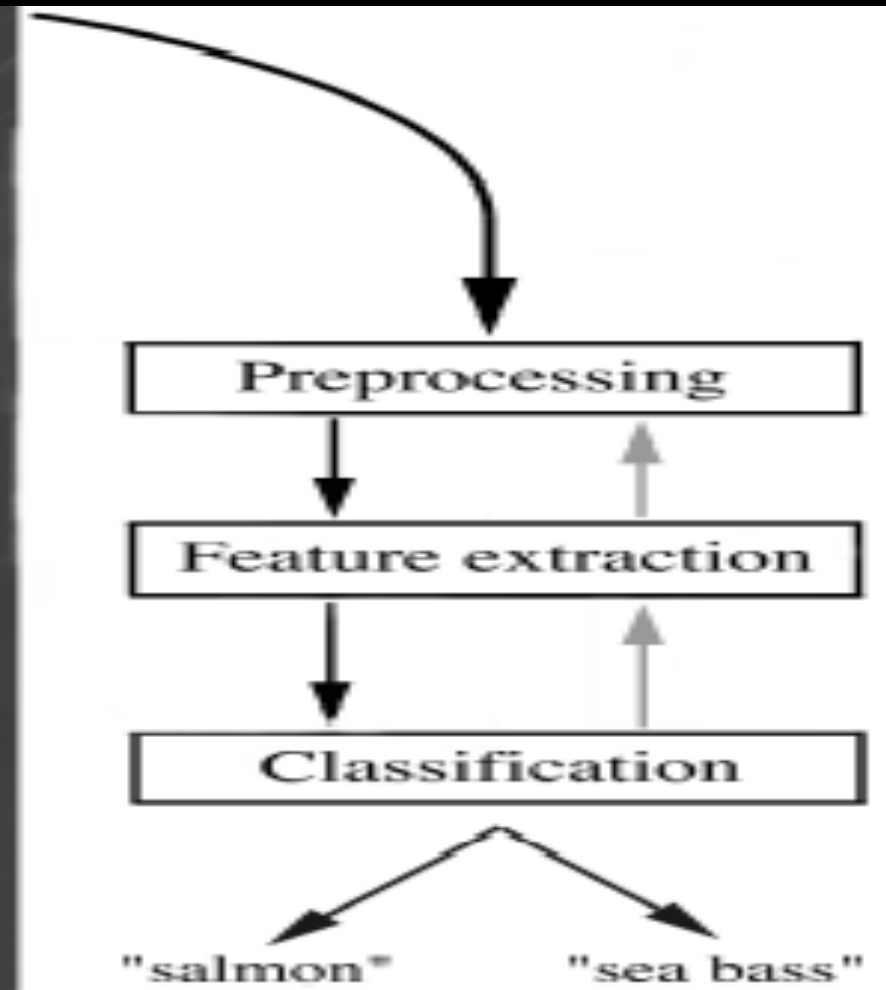 Preprocessing
Feature extraction
Classification
"salmon" "sea bass"